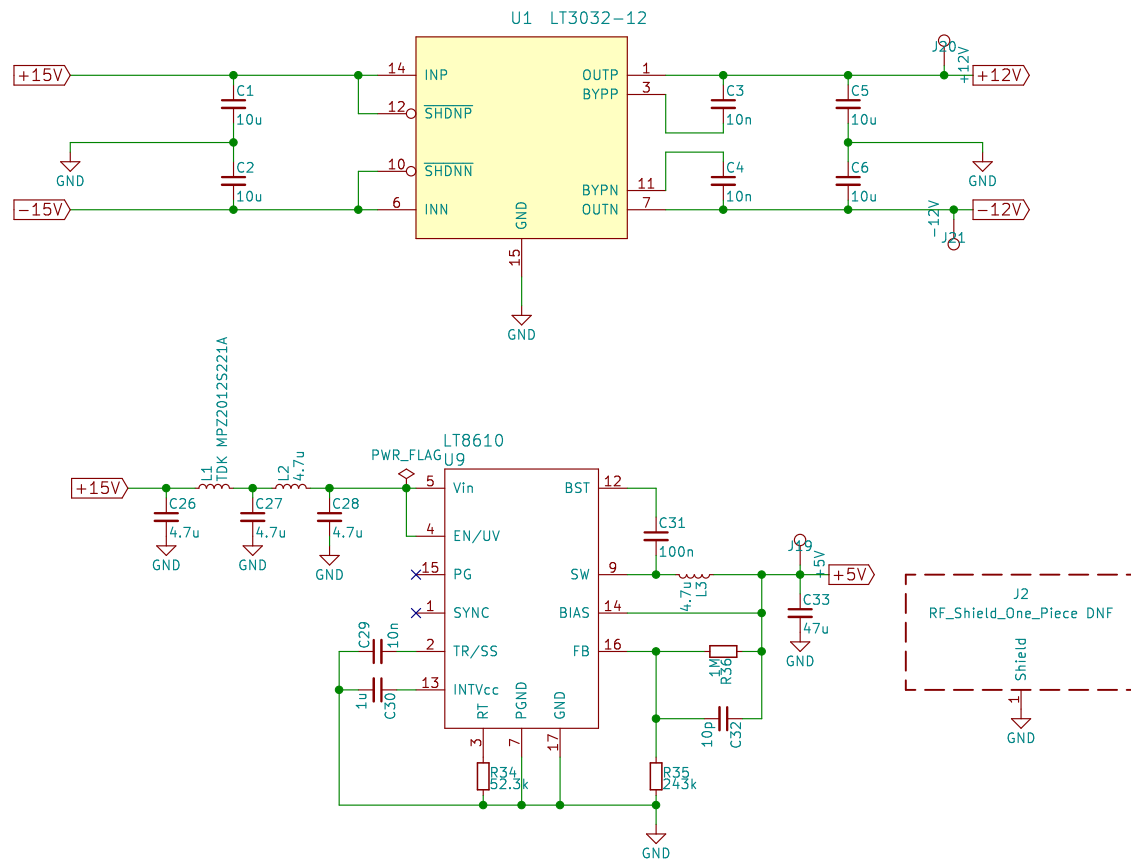 U1 LT3032-12
+15V
14
INP
12
SHDNP
10
SHDNN
6
INN
-15V
C1
10u
C2
10u
GND
GND
15
GND
OUTP
1
BYPP
3
BYPN
11
OUTN
7
C3
10n
C4
10n
C5
10u
C6
10u
J20
+12V
+12V
GND
-12V
-12V
J21
TDK MPZ2012S221A
L1
L2
4.7u
+15V
C26
4.7u
GND
C27
4.7u
GND
C28
4.7u
GND
PWR_FLAG
LT8610
U9
5
Vin
4
EN/UV
15
PG
1
SYNC
2
TR/SS
13
INTVcc
C29
10n
1u
C30
RT
PGND
GND
3
7
17
R34
52.3k
BST
12
SW
9
BIAS
14
FB
16
C31
100n
4.7u
L3
J19
+5V
+5V
C33
47u
GND
1M
R36
10p
C32
R35
243k
GND
J2
RF_Shield_One_Piece DNF
Shield
1
GND